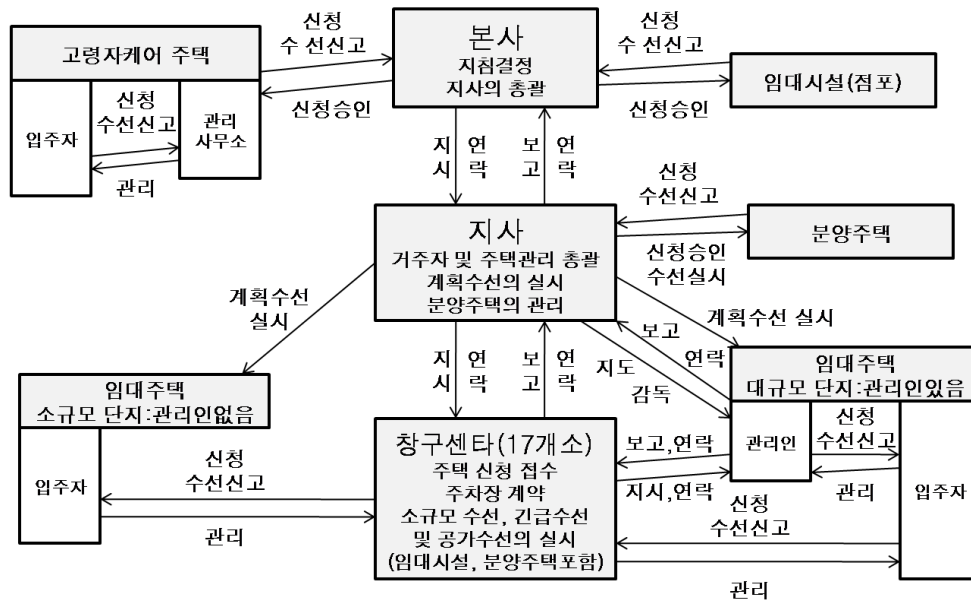 고령자케어 주택
입주자
신청
수선신고
관리
사무소
관리
신청
수 선신고
신청승인
본사
지침결정
지사의 총괄
신청
수 선신고
신청승인
임대시설(점포)
지시
연락
보고
연락
지사
거주자 및 주택관리 총괄
계획수선의 실시
분양주택의 관리
신청
수선신고
신청승인
수선실시
분양주택
계획수선
실시
계획수선 실시
보고
연락
지도
감독
지시
연락
보고
연락
임대주택
소규모 단지:관리인없음
입주자
신청
수선신고
관리
창구센타(17개소)
주택 신청 접수
주차장 계약
소규모 수선, 긴급수선
및 공가수선의 실시
(임대시설, 분양주택포함)
보고,연락
지시,연락
임대주택
대규모 단지:관리인있음
관리인
신청
수선신고
관리
입주자
신청
수선신고
관리